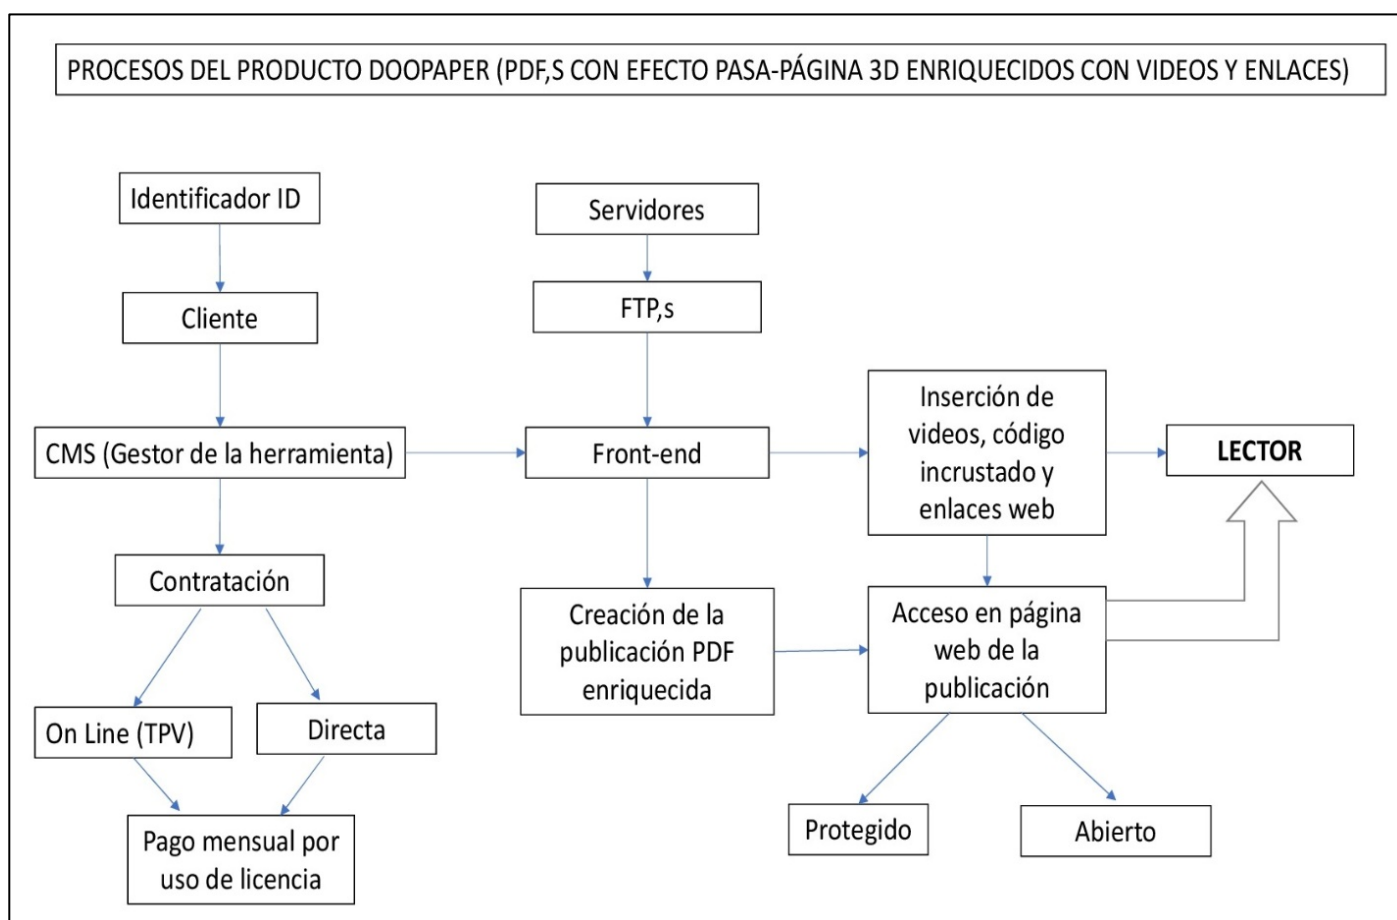 PROCESOS DEL PRODUCTO DOOPAPER (PDF,S CON EFECTO PASA-PÁGINA 3D ENRIQUECIDOS CON VIDEOS Y ENLACES)
Identificador ID
Servidores
Cliente
FTP,s
CMS (Gestor de la herramienta)
Front-end
Inserción de
videos, código
incrustado y
enlaces web
LECTOR
Contratación
Creación de la
publicación PDF
enriquecida
Acceso en página
web de la
publicación
On Line (TPV)
Directa
Pago mensual por
uso de licencia
Protegido
Abierto